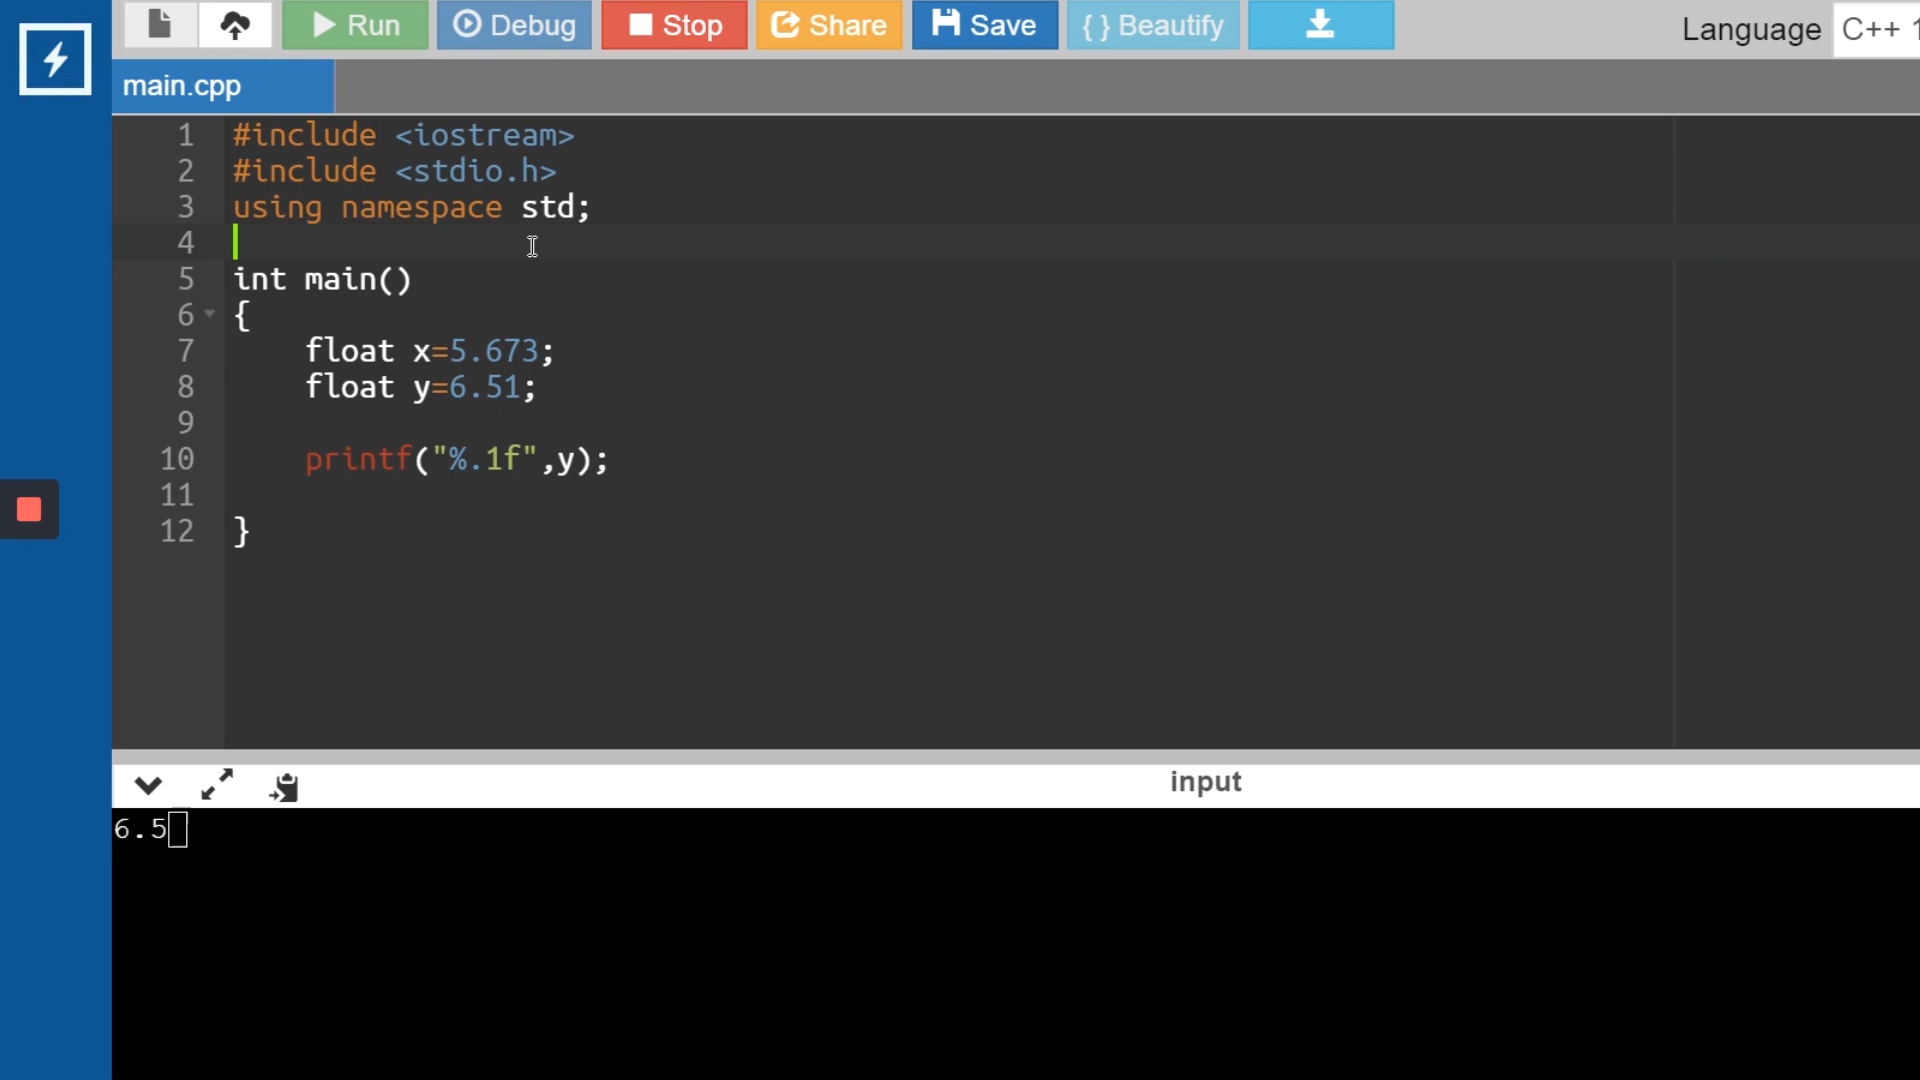 Run Debug Stop Share Save { } Beautify Language C++ 1
main.cpp
1 #include <iostream>
2 #include <stdio.h>
3 using namespace std;
4
5 int main()
6 {
7 float x=5.673;
8 float y=6.51;
9
10 printf("%.1f",y);
11
12 }
input
6.5